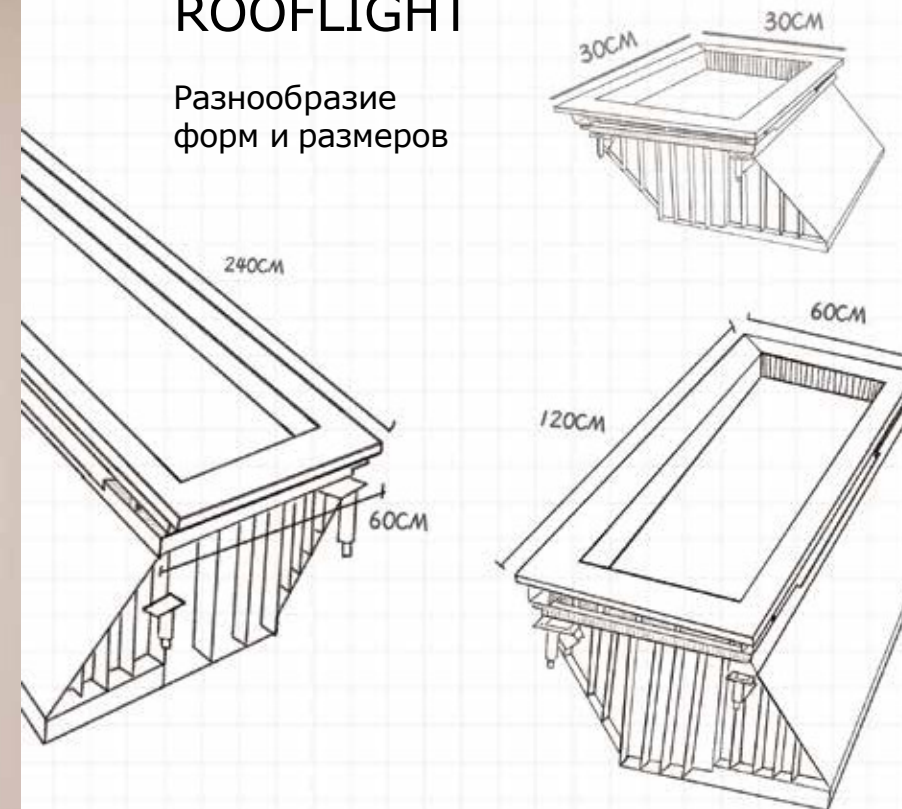 ROOFLIGHT
Разнообразие
форм и размеров
30CM
30CM
240CM
60CM
60CM
120CM